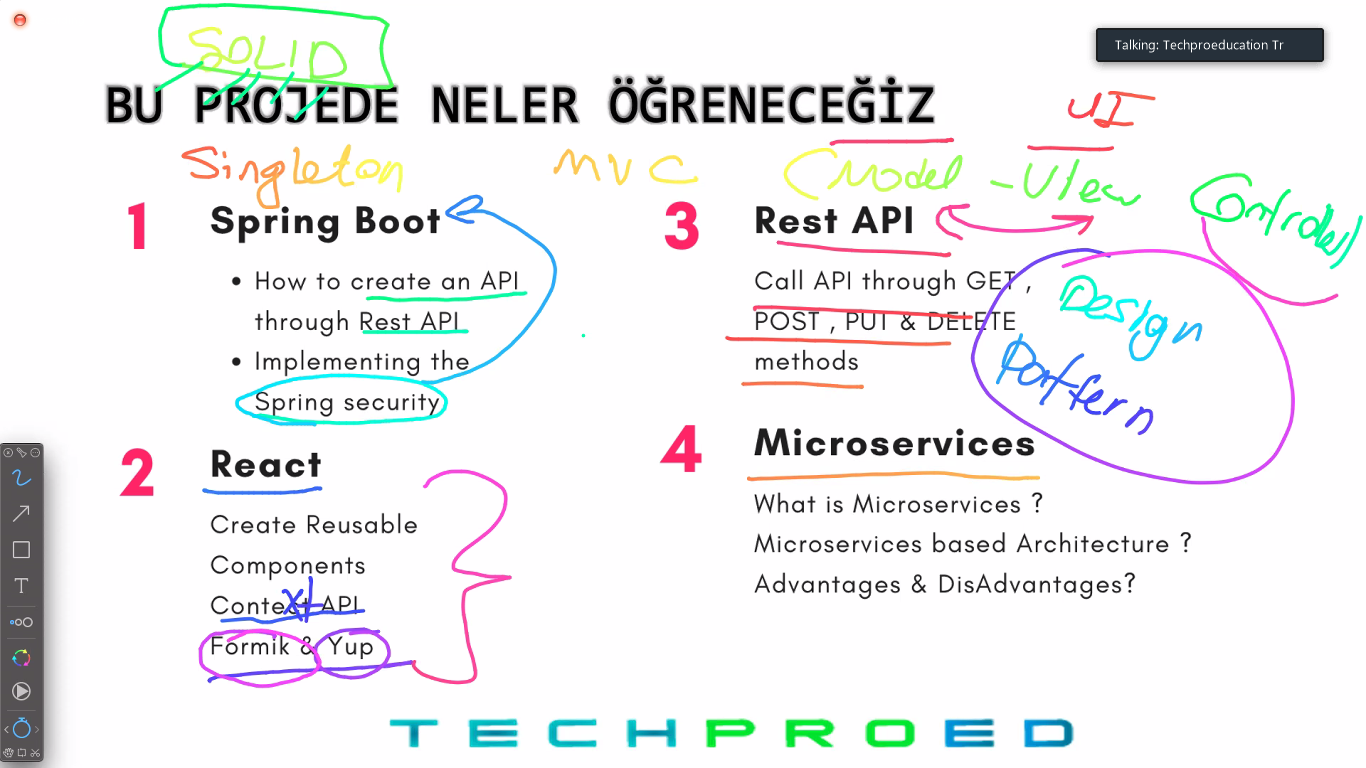 SOLID
Talking: Techproeducation Tr
BU PROJEDE NELER ÖĞRENECEĞİZ
UI
Singleton
MVC
(Model - View
Controller)
1
Spring Boot
How to create an API
through Rest API
Implementing the
Spring security
2
React
Create Reusable
Components
Context API
Formik & Yup
3
Rest API
Call API through GET ,
POST , PUT & DELETE
methods
Design
Pattern
4
Microservices
What is Microservices ?
Microservices based Architecture ?
Advantages & DisAdvantages?
T
TECHPROED